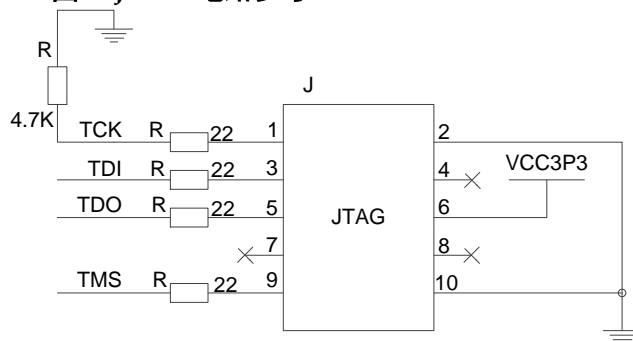 R
4.7K
J
TCK R 22 1
2
TDI R 22 3
4
VCC3P3
TDO R 22 5
JTAG
6
7
8
TMS R 22 9
10